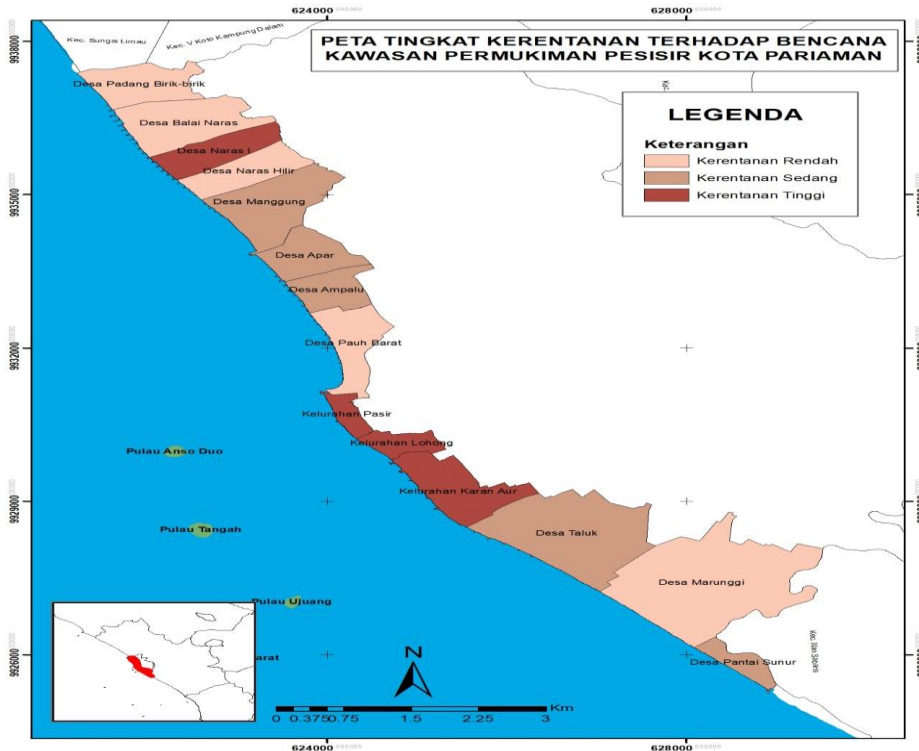 624000
628000
9938000
Kec. Sungai Limau
Kec. V Koto Kampung Dalam
PETA TINGKAT KERENTANAN TERHADAP BENCANA
KAWASAN PERMUKIMAN PESISIR KOTA PARIAMAN
Desa Padang Birik-birik
LEGENDA
Keterangan
Kerentanan Rendah
Kerentanan Sedang
Kerentanan Tinggi
Desa Balai Naras
Desa Naras I
Desa Naras Hilir
9935000
Desa Manggung
Desa Apar
Desa Ampalu
9932000
Desa Pauh Barat
Kelurahan Pasir
Kelurahan Lohong
Pulau Anso Duo
Kelurahan Karan Aur
9929000
Pulau Tangah
Desa Taluk
Desa Marunggi
Pulau Ujuang
9926000
arat
Desa Pantai Sunur
N
Km
0 0.375 0.75 1.5 2.25 3
624000
628000